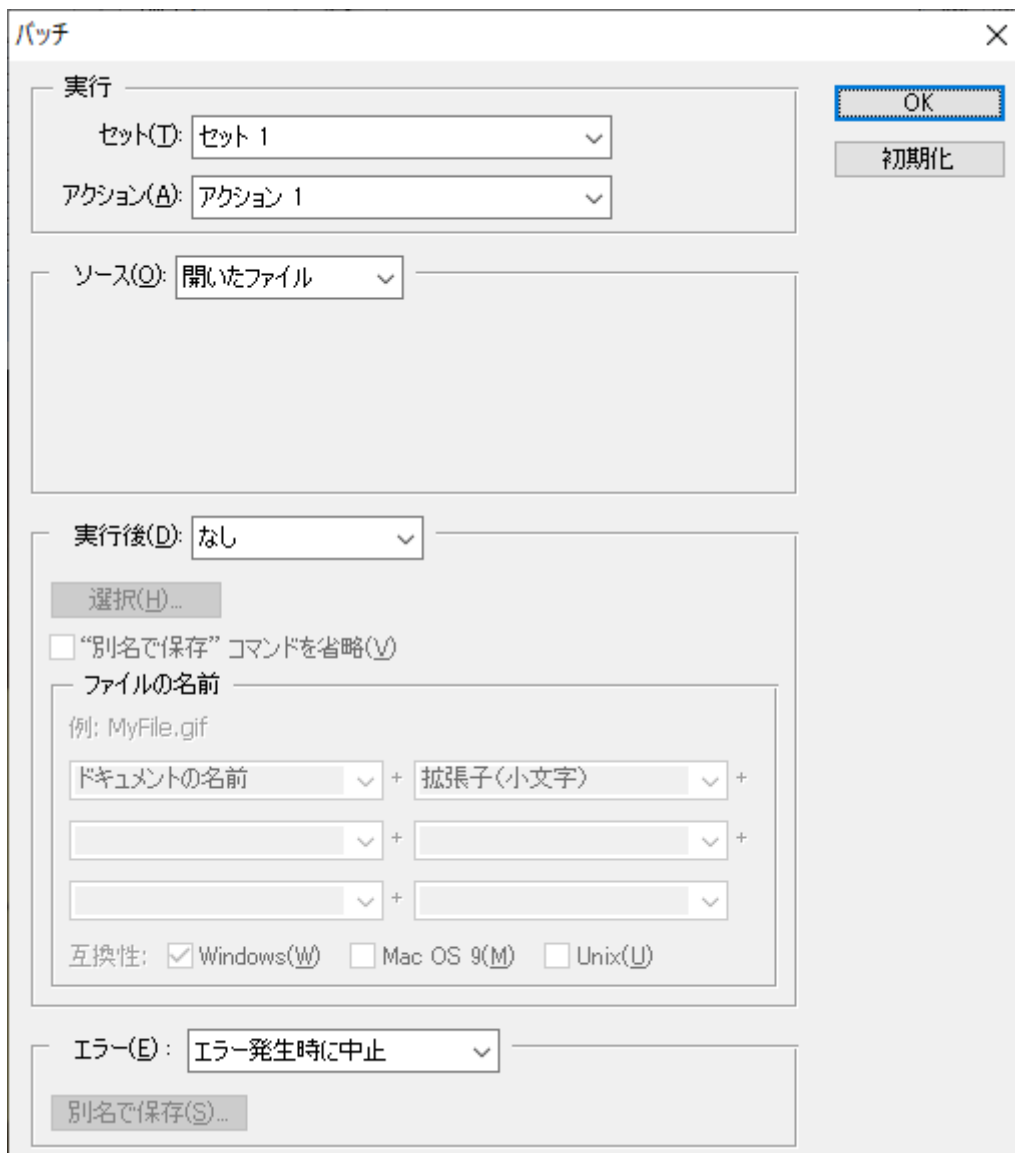 バッチ
実行
OK
セット(T): セット 1
初期化
アクション(A): アクション 1
ソース(O): 開いたファイル
実行後(D): なし
選択(H)...
“別名で保存” コマンドを省略(V)
ファイルの名前
例: MyFile.gif
ドキュメントの名前 + 拡張子(小文字) +
+ +
+
互換性: Windows(W) Mac OS 9(M) Unix(U)
エラー(E) : エラー発生時に中止
別名で保存(S)...